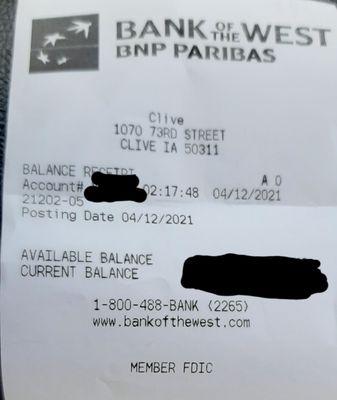 BANK OF THE WEST
BNP PARIBAS
Clive
1070 73RD STREET
CLIVE IA 50311
BALANCE RECEIPT A 0
Account# 02:17:48 04/12/2021
21202-05
Posting Date 04/12/2021
AVAILABLE BALANCE
CURRENT BALANCE
1-800-488-BANK (2265)
www.bankofthewest.com
MEMBER FDIC